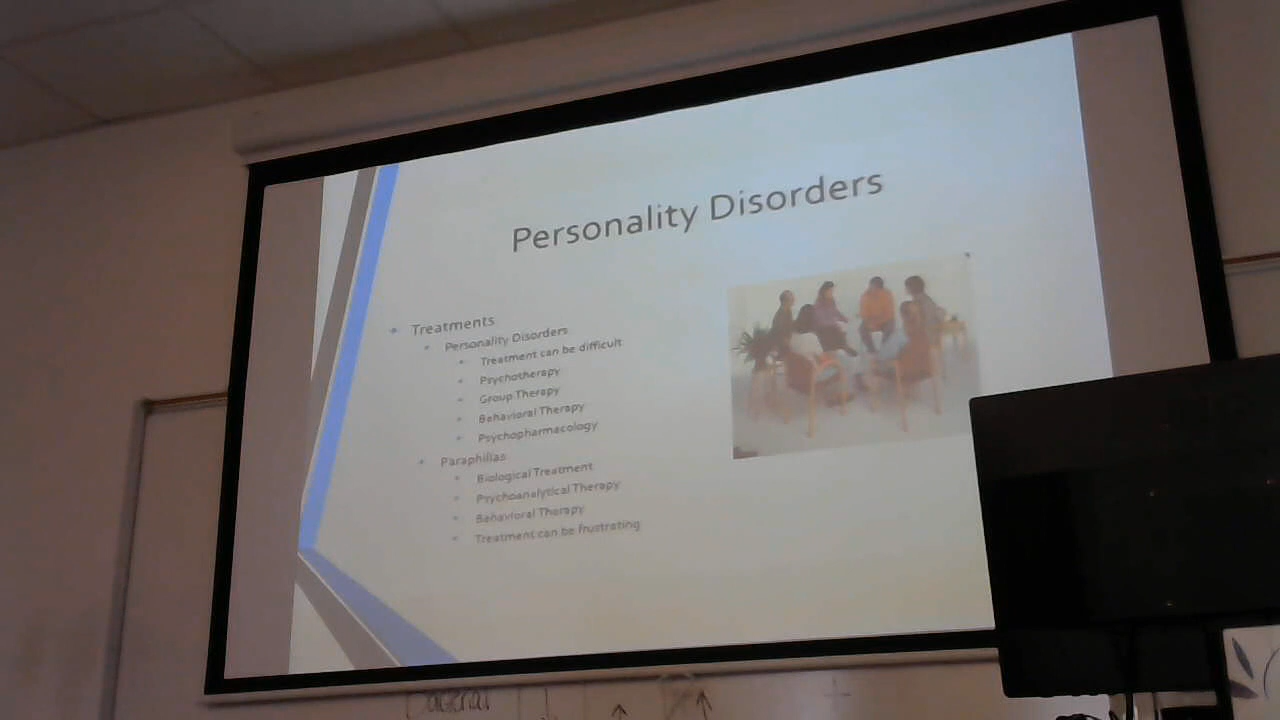 Personality Disorders
Treatments
Personality Disorders
Treatment can be difficult
Psychotherapy
Group Therapy
Behavioral Therapy
Psychopharmacology
Paraphilias
Biological Treatment
Psychoanalytical Therapy
Behavioral Therapy
Treatment can be frustrating